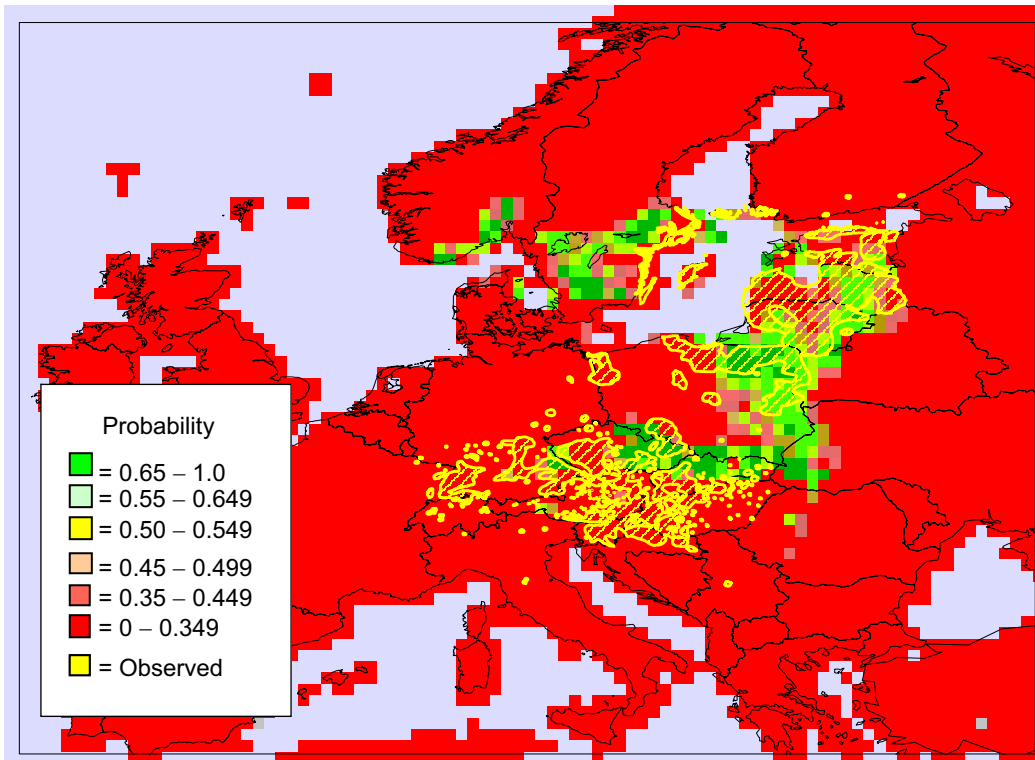 Probability
= 0.65 – 1.0
= 0.55 – 0.649
= 0.50 – 0.549
= 0.45 – 0.499
= 0.35 – 0.449
= 0 – 0.349
= Observed